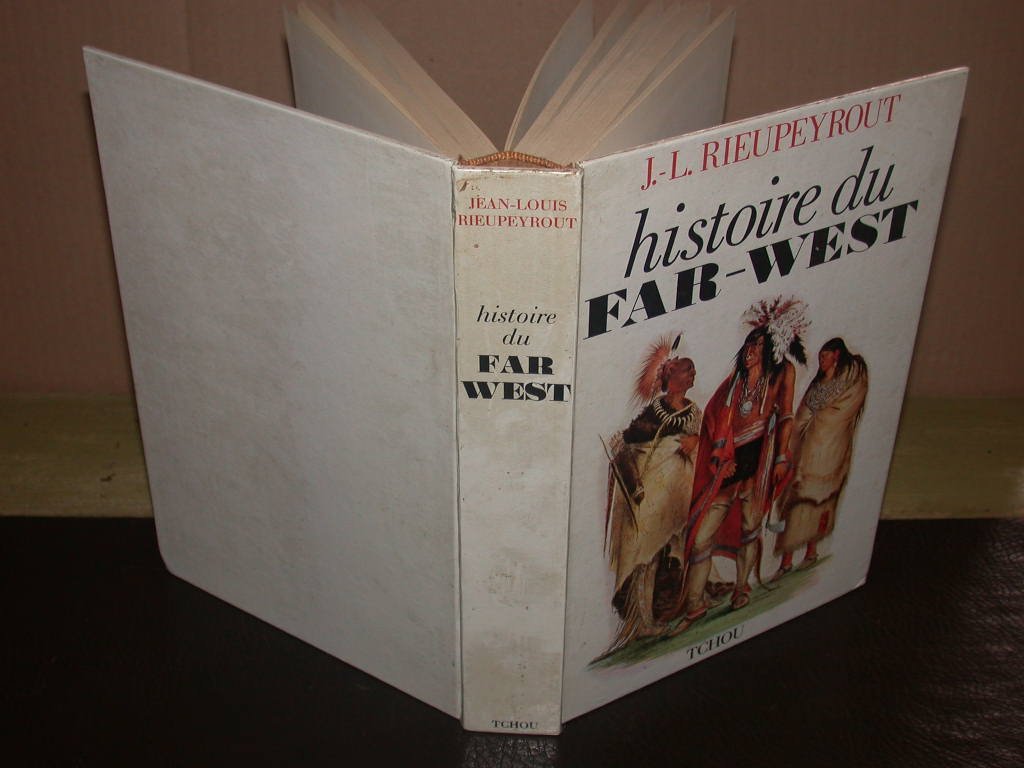 JEAN-LOUIS
RIEUPEYROUT
histoire
du
FAR
WEST
TCHOU
J.-L. RIEUPEYROUT
histoire du
FAR-WEST
TCHOU